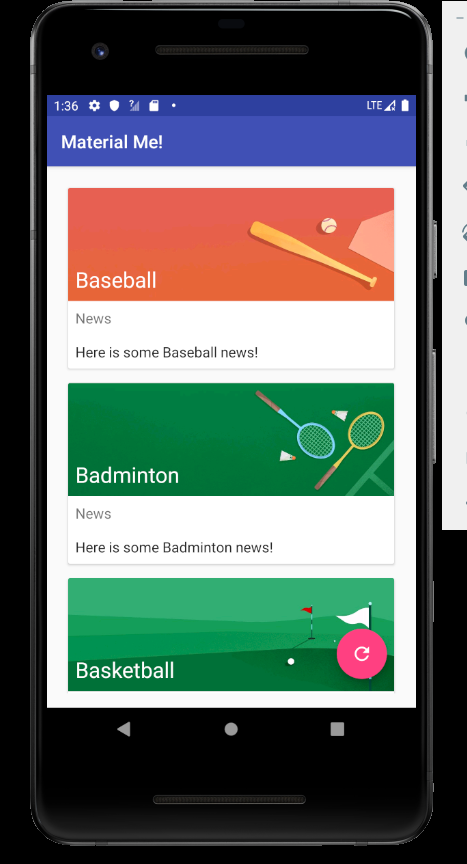 1:36 LTE
Material Me!
Baseball
News
Here is some Baseball news!
Badminton
News
Here is some Badminton news!
Basketball